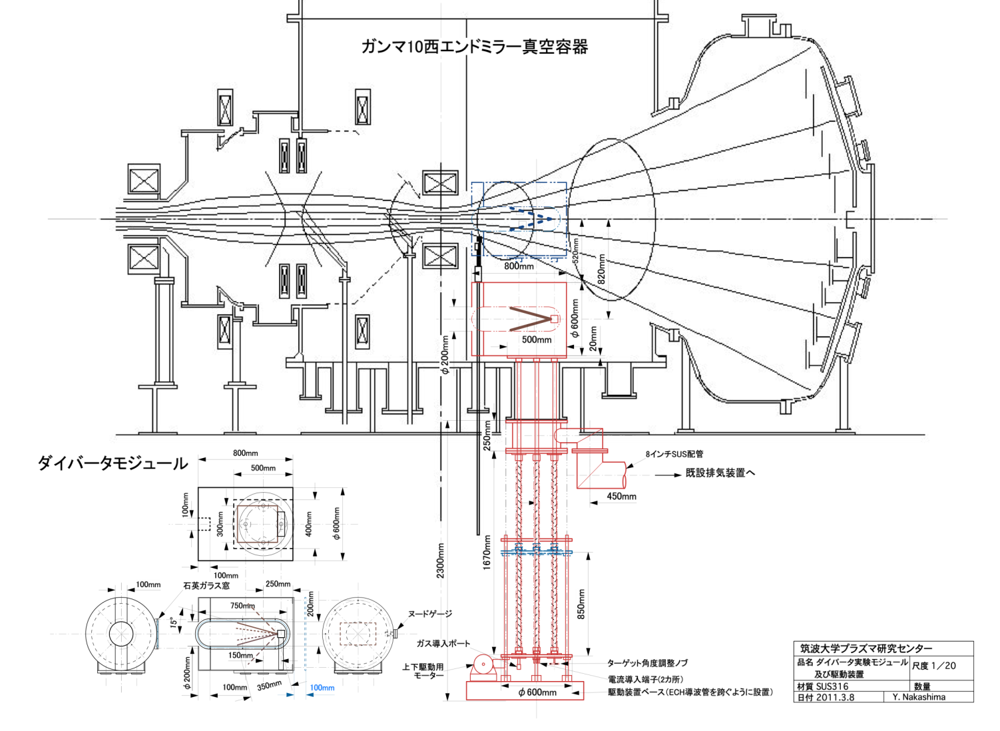 ガンマ10西エンドミラー真空容器
800mm
520mm
820mm
φ600mm
500mm
20mm
φ200mm
250mm
8インチSUS配管
既設排気装置へ
450mm
1670mm
2300mm
850mm
ダイバータモジュール
800mm
500mm
100mm
300mm
400mm
φ600mm
100mm
100mm
石英ガラス窓
250mm
750mm
200mm
15°
150mm
φ200mm
100mm
350mm
100mm
ヌードゲージ
ガス導入ポート
上下駆動用
モーター
φ600mm
ターゲット角度調整ノブ
電流導入端子(2カ所)
駆動装置ベース(ECH導波管を跨ぐように設置)
筑波大学プラズマ研究センター
品名 ダイバータ実験モジュール
及び駆動装置
尺度 1/20
材質 SUS316
数量
日付 2011.3.8
Y. Nakashima